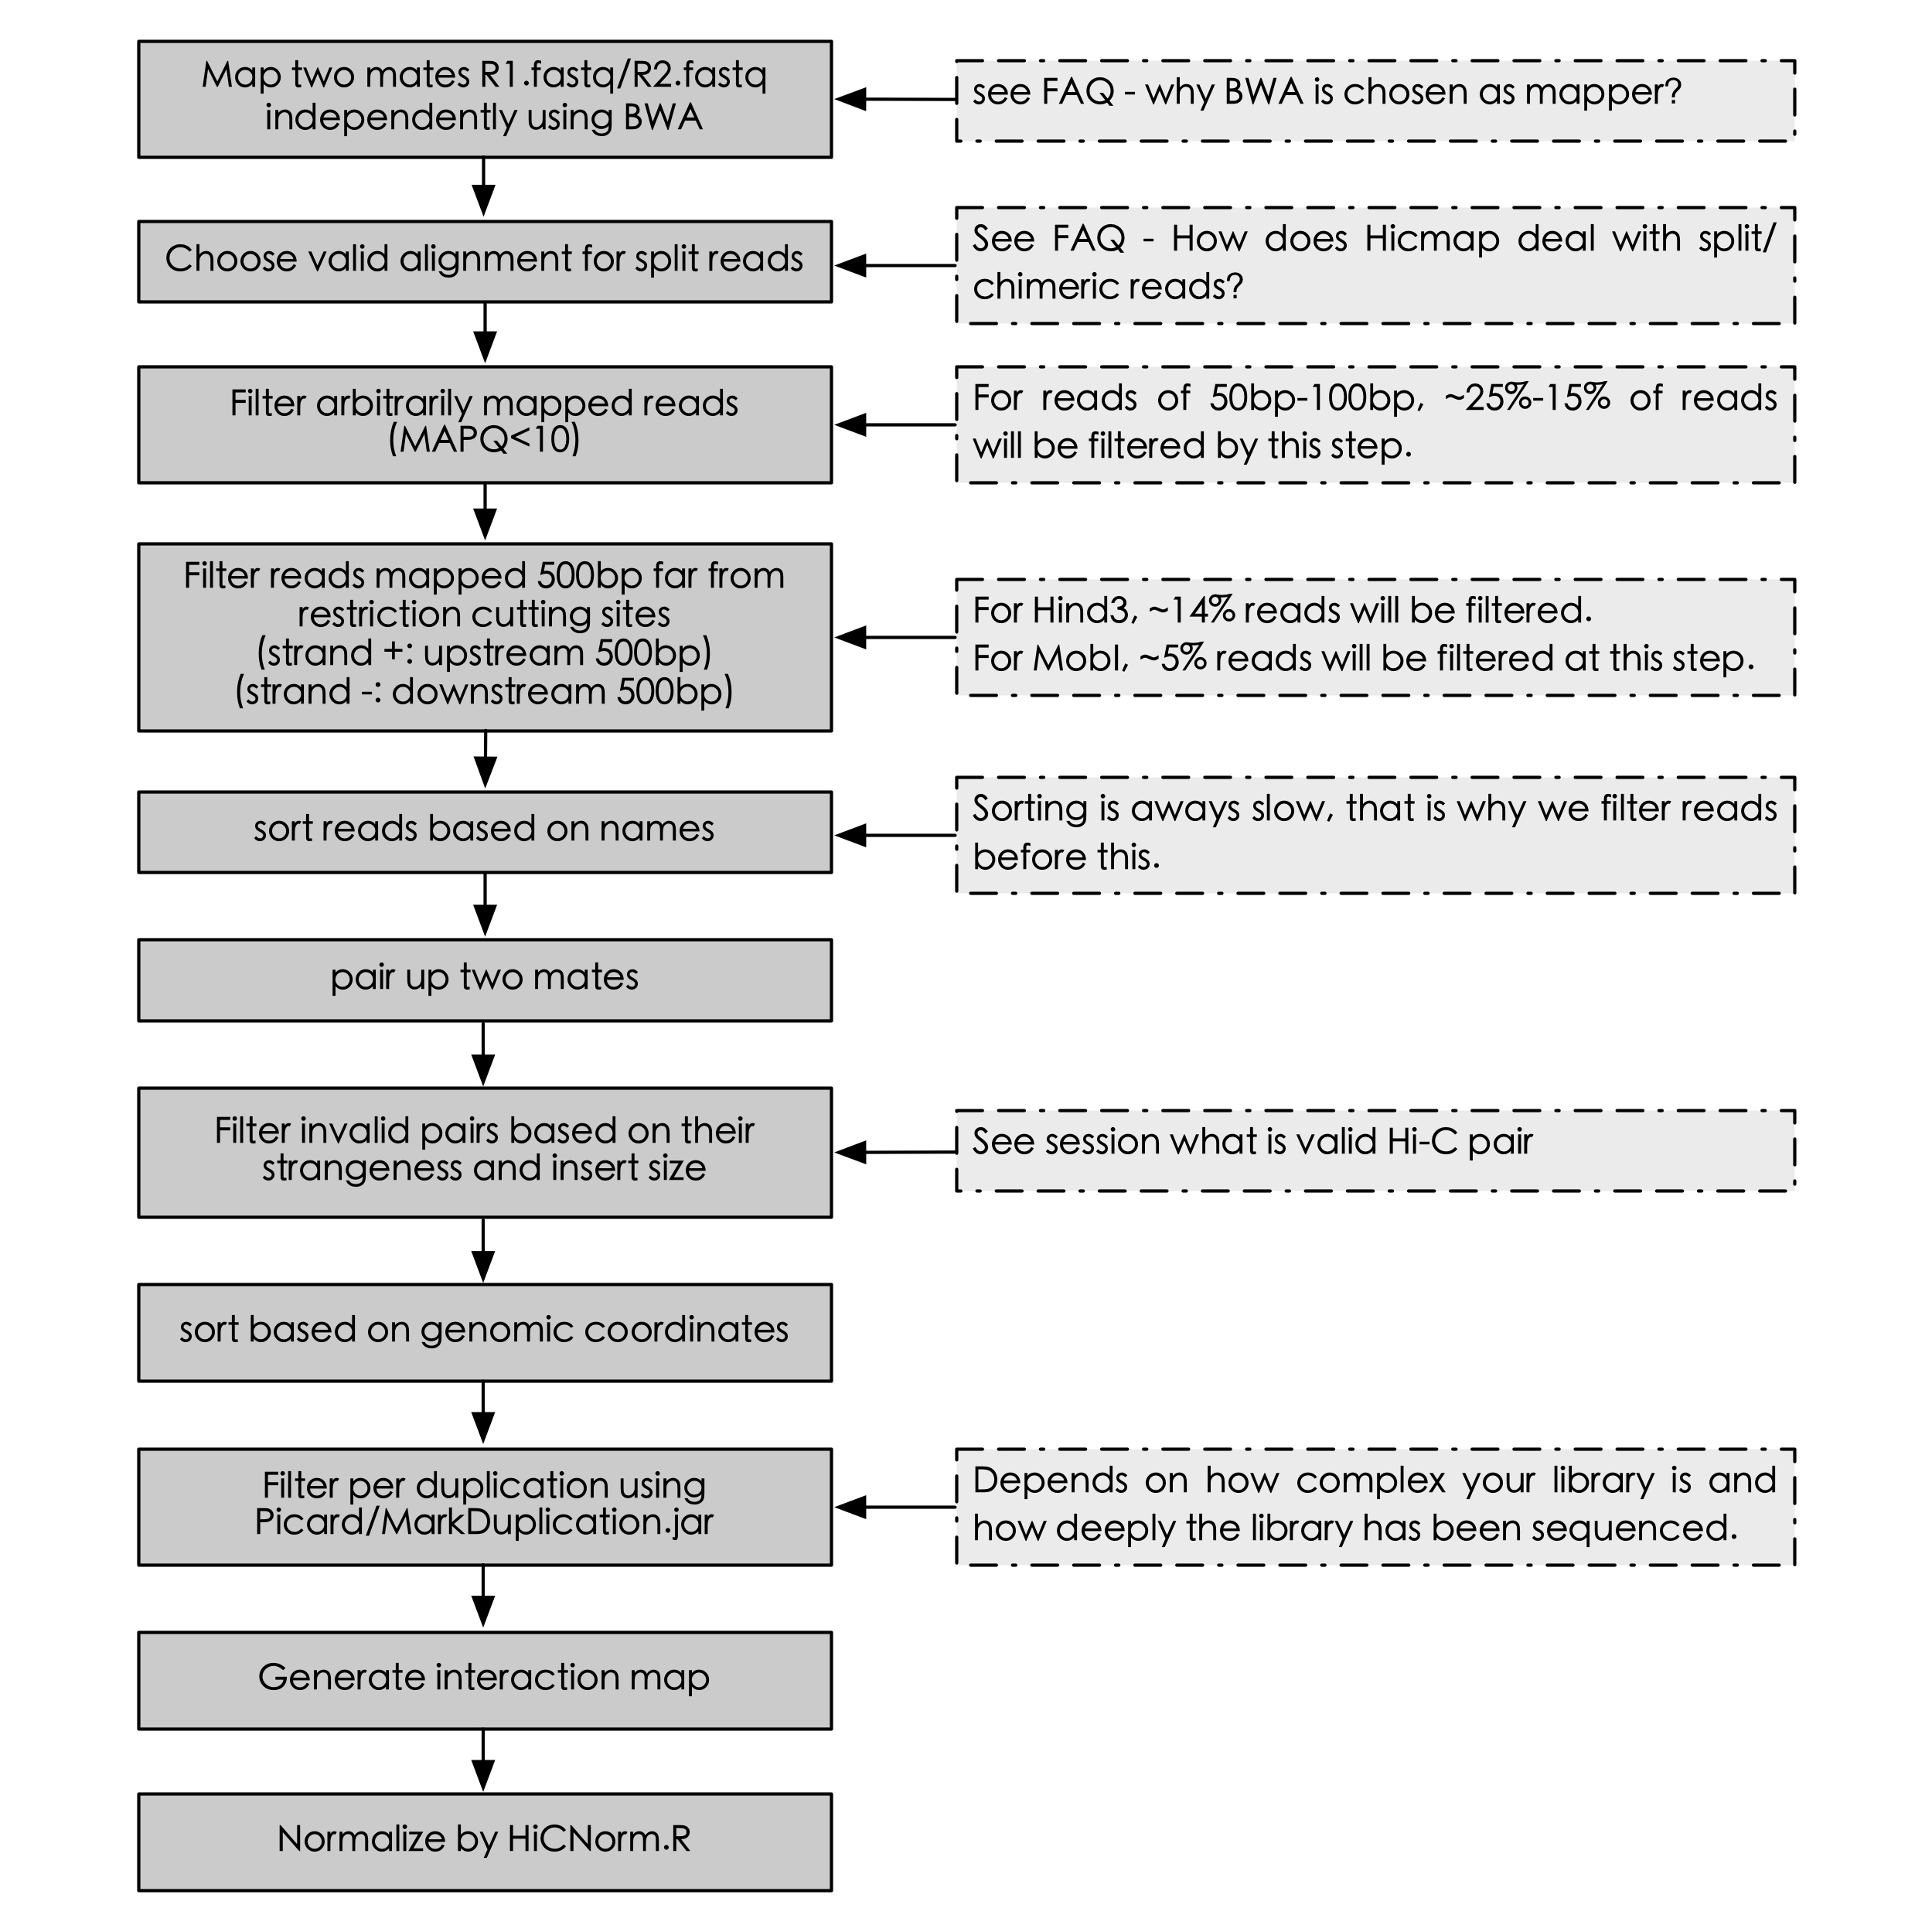 Map two mates R1.fastq/R2.fastq
independently using BWA
see FAQ - why BWA is chosen as mapper?
Choose valid alignment for split reads
See FAQ - How does Hicmap deal with split/
chimeric reads?
Filter arbitrarily mapped reads
(MAPQ<10)
For reads of 50bp-100bp, ~25%-15% of reads
will be filtered by this step.
Filter reads mapped 500bp far from
restriction cutting sites
(strand +: upstream 500bp)
(strand -: downstream 500bp)
For Hind3, ~14% reads will be filtered.
For MobI, ~5% reads will be filtered at this step.
sort reads based on names
Sorting is aways slow, that is why we filter reads
before this.
pair up two mates
Filter invalid pairs based on their
strangeness and insert size
See session what is valid Hi-C pair
sort based on genomic coordinates
Filter per duplication using
Picard/MarkDuplication.jar
Depends on how complex your library is and
how deeply the library has been sequenced.
Generate interaction map
Normalize by HiCNorm.R